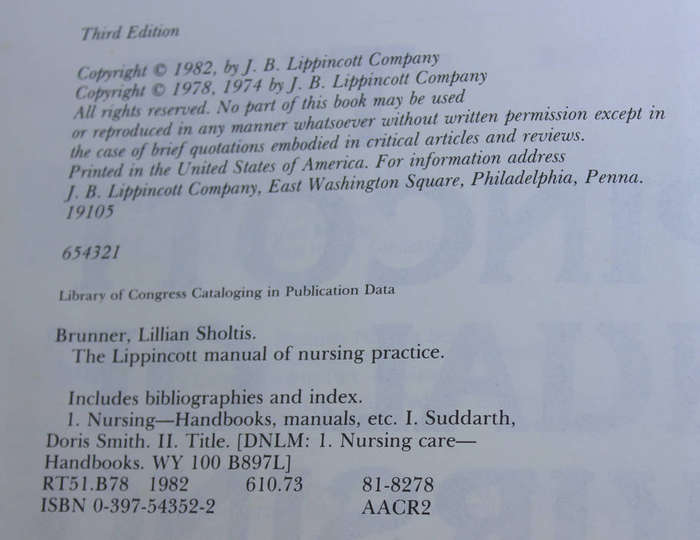 Third Edition
Copyright © 1982, by J. B. Lippincott Company
Copyright © 1978, 1974 by J. B. Lippincott Company
All rights reserved. No part of this book may be used
or reproduced in any manner whatsoever without written permission except in
the case of brief quotations embodied in critical articles and reviews.
Printed in the United States of America. For information address
J. B. Lippincott Company, East Washington Square, Philadelphia, Penna.
19105
654321
Library of Congress Cataloging in Publication Data
Brunner, Lillian Sholtis.
The Lippincott manual of nursing practice.
Includes bibliographies and index.
1. Nursing—Handbooks, manuals, etc. I. Suddarth,
Doris Smith. II. Title. [DNLM: 1. Nursing care—
Handbooks. WY 100 B897L]
RT51.B78 1982 610.73 81-8278
ISBN 0-397-54352-2 AACR2